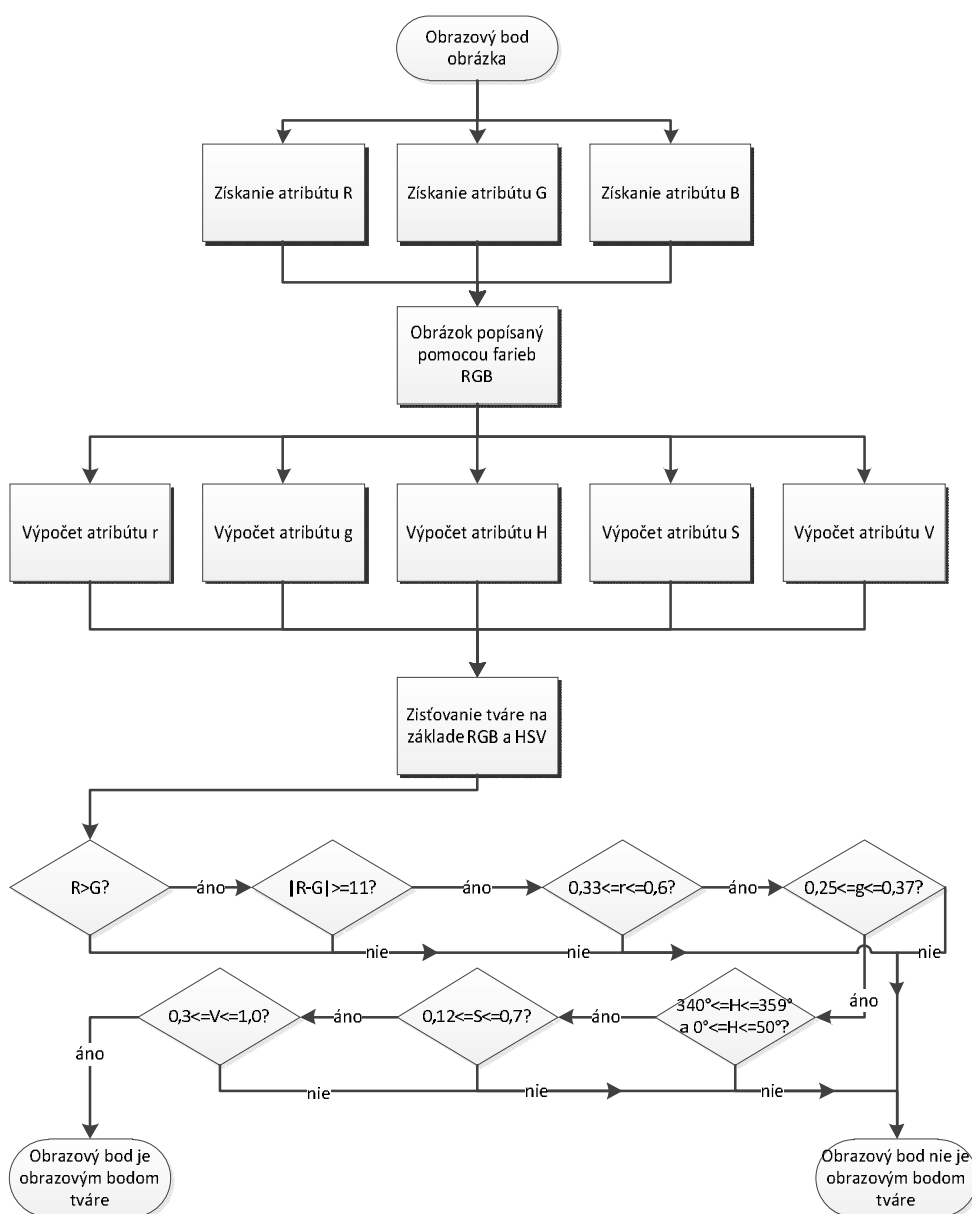 Obrazový bod
obrázka
Získanie atribútu R
Získanie atribútu G
Získanie atribútu B
Obrázok popísaný
pomocou farieb
RGB
Výpočet atribútu r
Výpočet atribútu g
Výpočet atribútu H
Výpočet atribútu S
Výpočet atribútu V
Zisťovanie tváre na
základe RGB a HSV
R>G?
áno
|R-G|>=11?
áno
0,33<=r<=0,6?
áno
0,25<=g<=0,37?
nie
nie
nie
nie
áno
340°<=H<=359°
a 0°<=H<=50°?
áno
0,12<=S<=0,7?
áno
0,3<=V<=1,0?
áno
nie
nie
nie
Obrazový bod je
obrazovým bodom
tváre
Obrazový bod nie je
obrazovým bodom
tváre